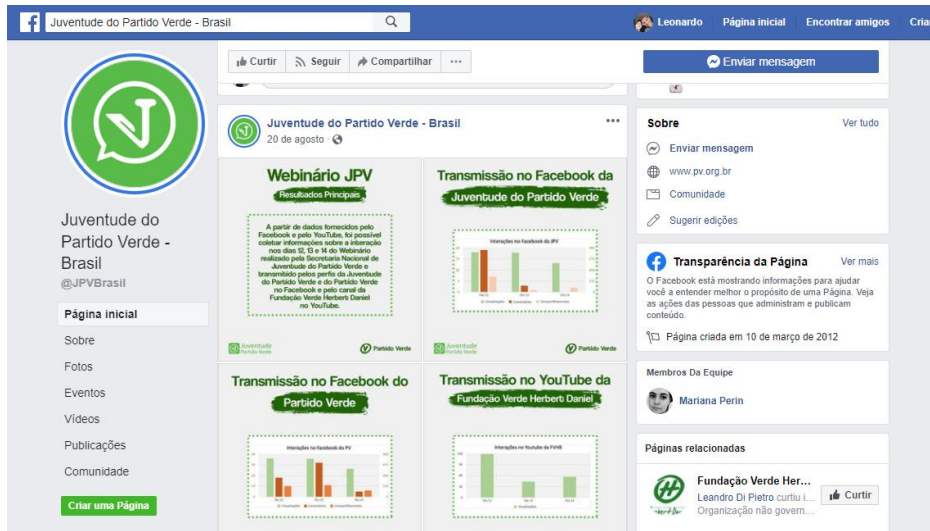 Juventude do Partido Verde - Brasil
Leonardo
Página inicial
Encontrar amigos
Cria
Curtir
Seguir
Compartilhar
Enviar mensagem
Juventude do
Partido Verde -
Brasil
@JPVBrasil
Página inicial
Sobre
Fotos
Eventos
Vídeos
Publicações
Comunidade
Criar uma Página
Juventude do Partido Verde - Brasil
20 de agosto
Webinário JPV
Resultados Principais
A partir de dados fornecidos pelo
Facebook e pelo YouTube, foi possível
coletar informações sobre a interação
nos dias 12, 13 e 14 do Webinário
realizado pela Secretaria Nacional de
Juventude do Partido Verde e
transmitido pelos perfis da Juventude
do Partido Verde e do Partido Verde
no Facebook e pelo canal da
Fundação Verde Herbert Daniel
no YouTube.
Juventude
Partido Verde
Partido Verde
Transmissão no Facebook da
Juventude do Partido Verde
Interações no Facebook da JPV
Juventude
Partido Verde
Partido Verde
Transmissão no Facebook do
Partido Verde
Interações no Facebook do PV
Transmissão no YouTube da
Fundação Verde Herbert Daniel
Interações no Youtube da FVHB
Sobre
Ver tudo
Enviar mensagem
www.pv.org.br
Comunidade
Sugerir edições
Transparência da Página
Ver mais
O Facebook está mostrando informações para ajudar
você a entender melhor o propósito de uma Página. Veja
as ações das pessoas que administram e publicam
conteúdo.
Página criada em 10 de março de 2012
Membros Da Equipe
Mariana Perin
Páginas relacionadas
Fundação Verde Her...
Leandro Di Pietro curtiu i...
Organização não govern...
Curtir